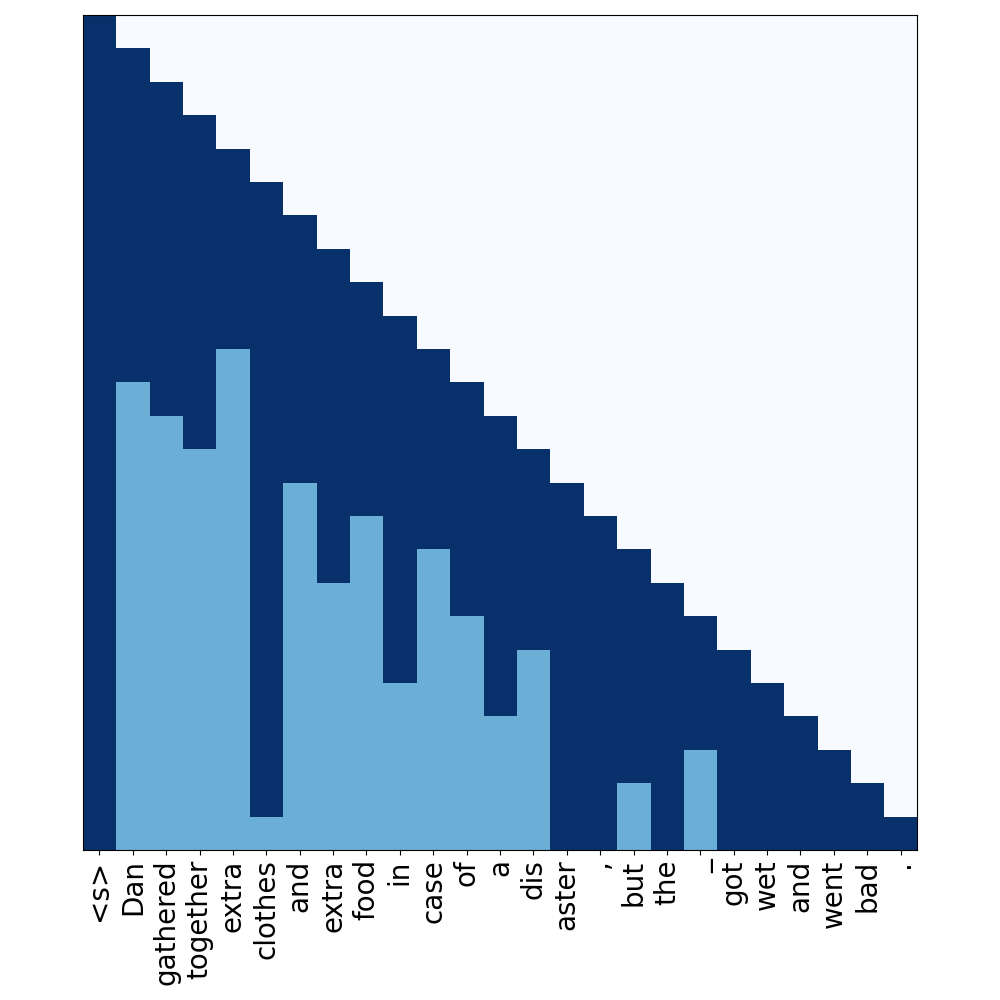 <s> Dan gathered together extra clothes and extra food in case of a dis aster , but the _ got wet and went bad .